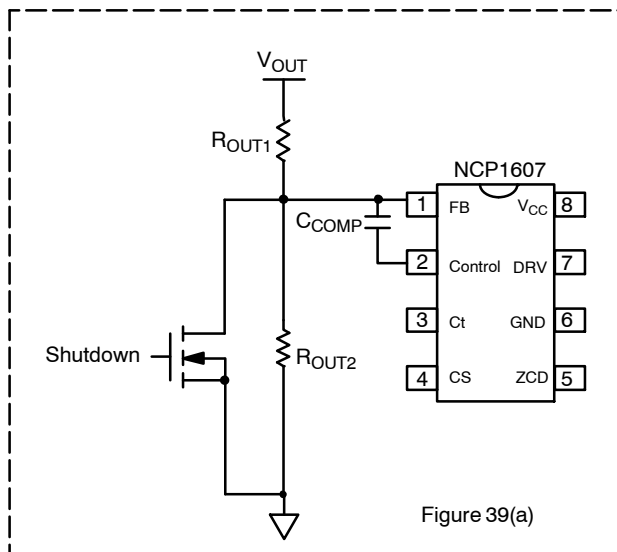 VOUT
ROUT1
NCP1607
1 FB VCC 8
CCOMP
2 Control DRV 7
3 Ct GND 6
Shutdown
ROUT2
4 CS ZCD 5
Figure 39(a)